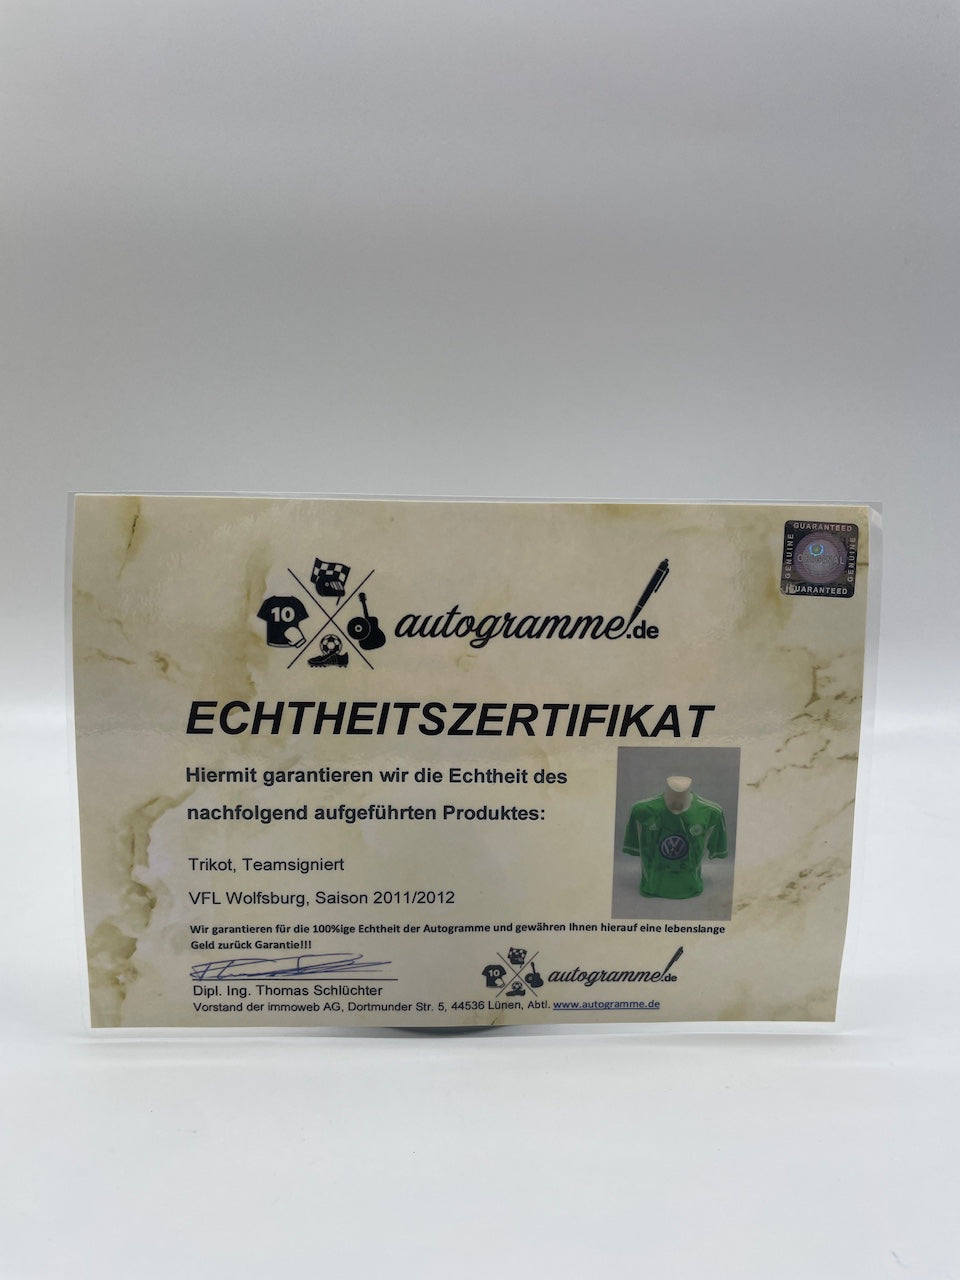 GUARANTEED
GENUINE
ORIGINAL
GENUINE
GUARANTEED
10
autogramme.de
ECHTHEITSZERTIFIKAT
Hiermit garantieren wir die Echtheit des
nachfolgend aufgeführten Produktes:
Trikot, Teamsigniert
VFL Wolfsburg, Saison 2011/2012
Wir garantieren für die 100%ige Echtheit der Autogramme und gewähren Ihnen hierauf eine lebenslange
Geld zurück Garantie!!!
10
autogramme.de
Dipl. Ing. Thomas Schlüchter
Vorstand der immoweb AG, Dortmunder Str. 5, 44536 Lünen, Abtl. www.autogramme.de